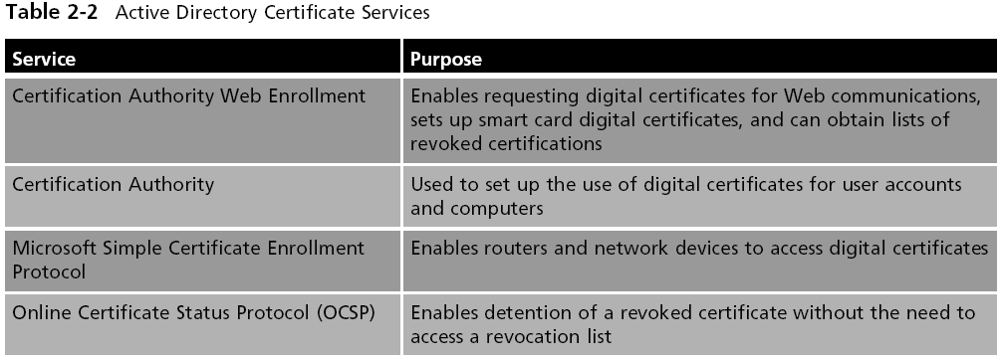 Table 2-2 Active Directory Certificate Services
Service
Purpose
Certification Authority Web Enrollment
Enables requesting digital certificates for Web communications,
sets up smart card digital certificates, and can obtain lists of
revoked certifications
Certification Authority
Used to set up the use of digital certificates for user accounts
and computers
Microsoft Simple Certificate Enrollment
Protocol
Enables routers and network devices to access digital certificates
Online Certificate Status Protocol (OCSP)
Enables detention of a revoked certificate without the need to
access a revocation list